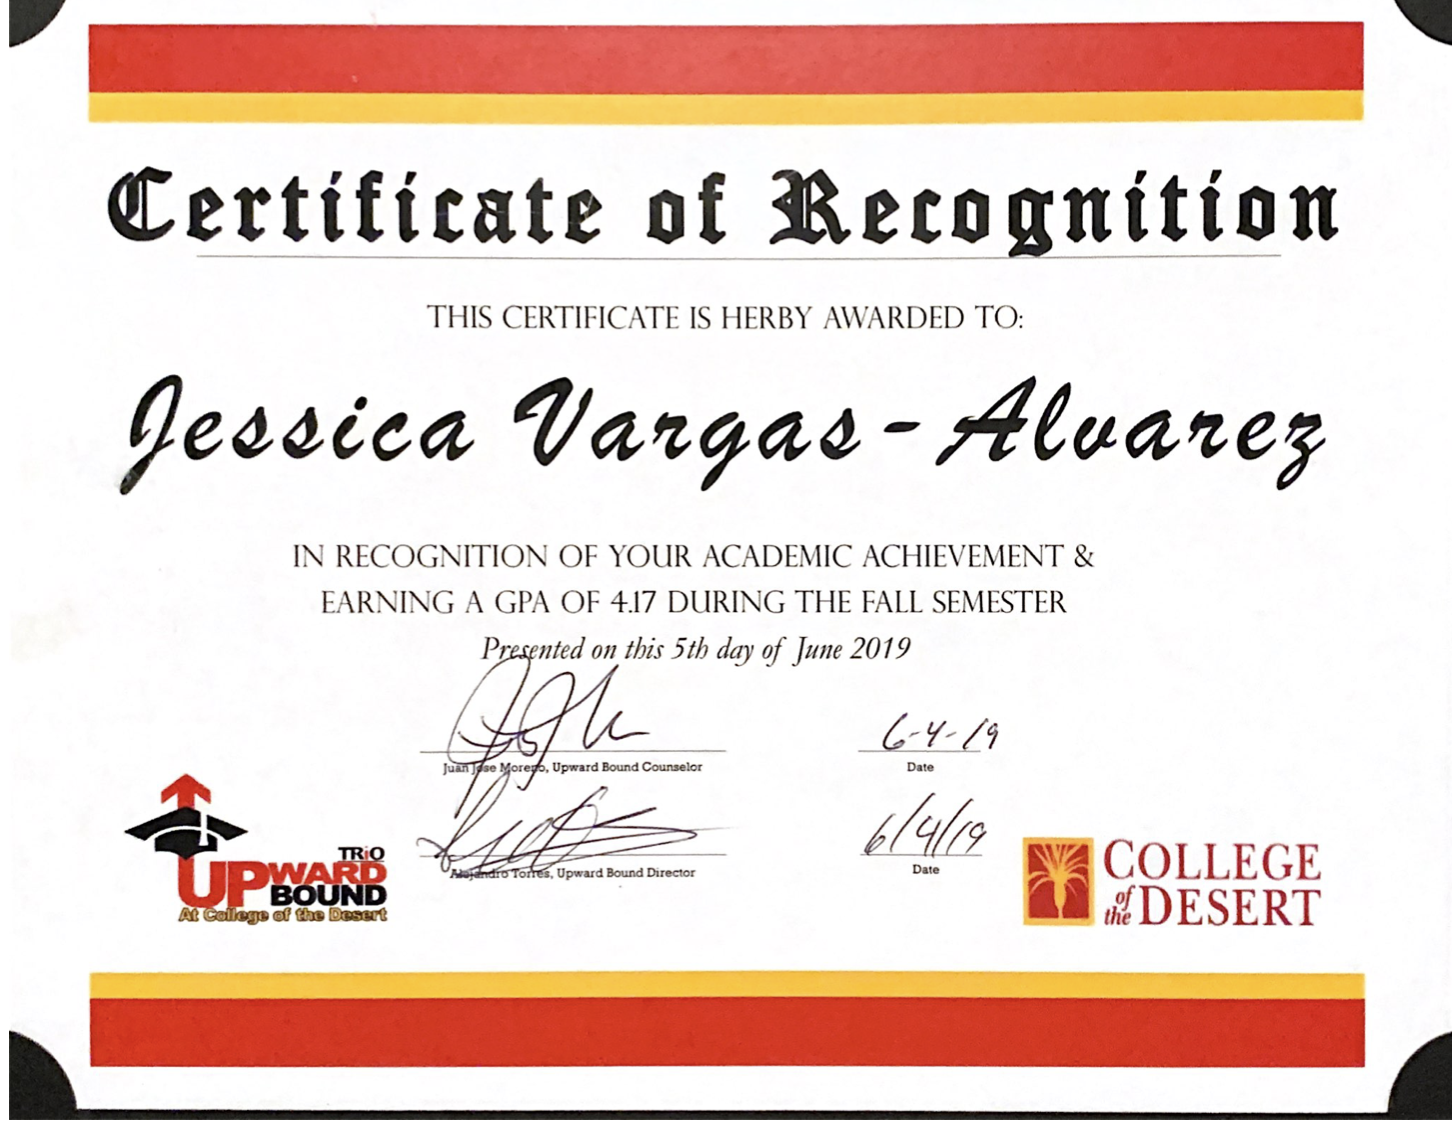 Certificate of Recognition
THIS CERTIFICATE IS HERBY AWARDED TO:
Jessica Vargas-Alvarez
IN RECOGNITION OF YOUR ACADEMIC ACHIEVEMENT &
EARNING A GPA OF 4.17 DURING THE FALL SEMESTER
Presented on this 5th day of June 2019
6-4-19
Juan Jose Moreno, Upward Bound Counselor
Date
6/4/19
Alejandro Torres, Upward Bound Director
Date
TRiO
UPWARD
BOUND
At College of the Desert
COLLEGE
of the DESERT